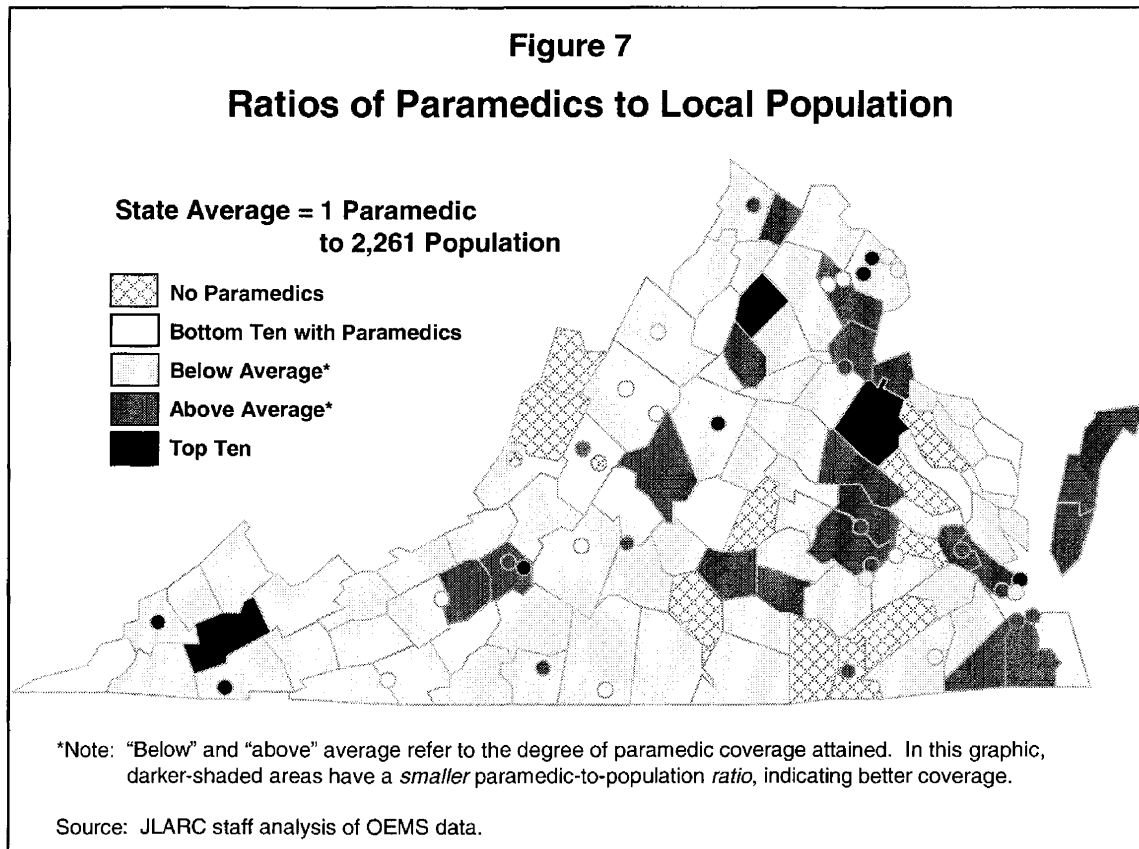 Figure 7
Ratios of Paramedics to Local Population
State Average = 1 Paramedic
to 2,261 Population
No Paramedics
Bottom Ten with Paramedics
Below Average*
Above Average*
Top Ten
*Note: "Below" and "above" average refer to the degree of paramedic coverage attained. In this graphic,
darker-shaded areas have a smaller paramedic-to-population ratio, indicating better coverage.
Source: JLARC staff analysis of OEMS data.